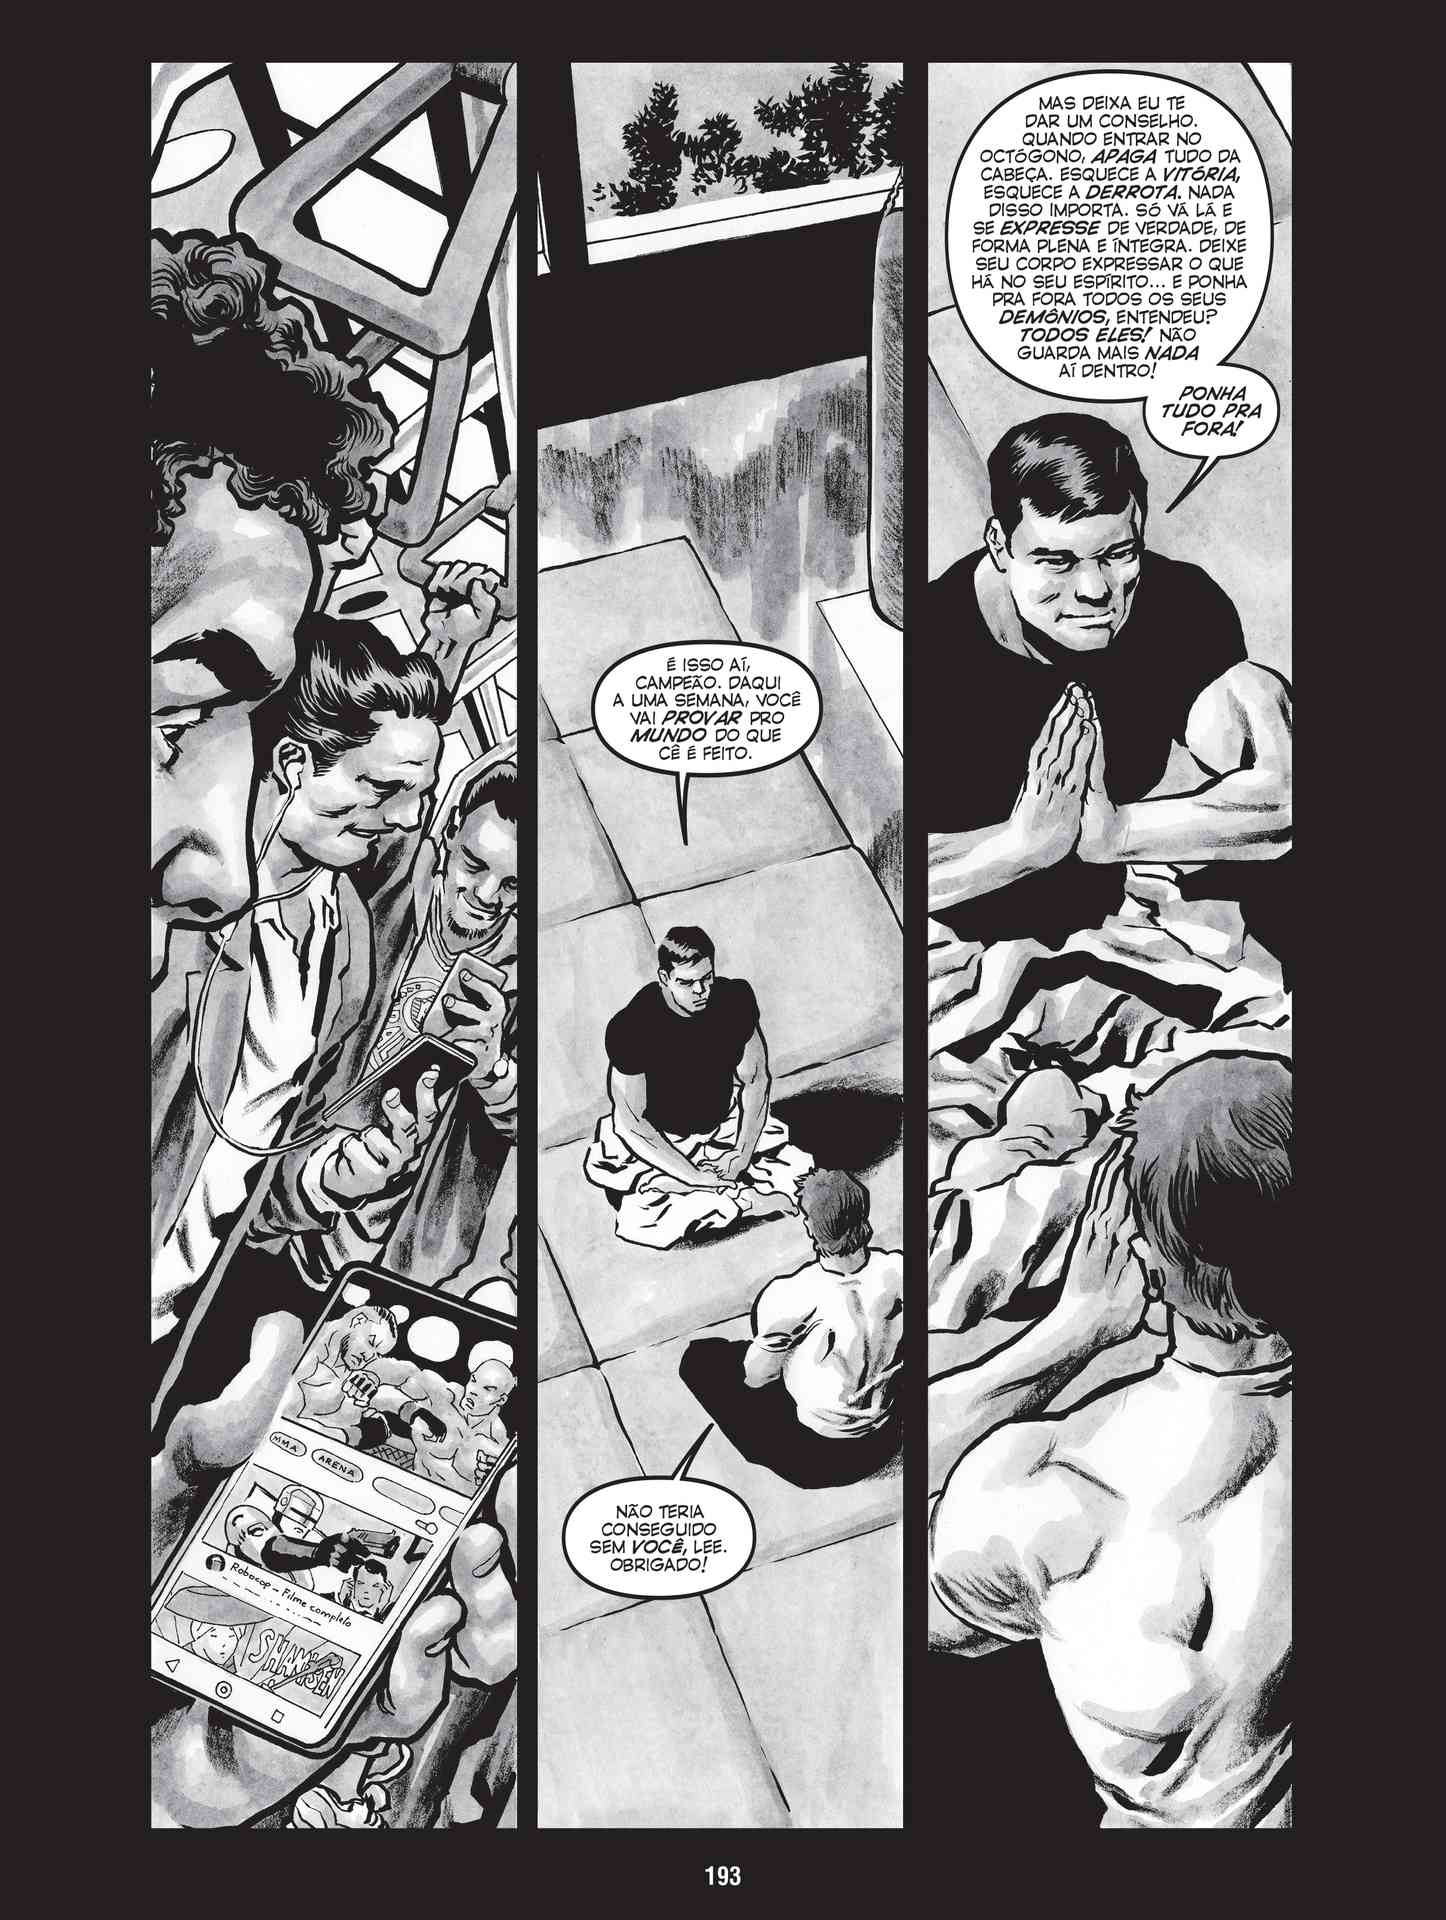 MMA
ARENA
Robocop - Filme completo
SHAMISEN
É ISSO AÍ,
CAMPEÃO. DAQUI
A UMA SEMANA, VOCÊ
VAI PROVAR PRO
MUNDO DO QUE
CÊ É FEITO.
NÃO TERIA
CONSEGUIDO
SEM VOCÊ, LEE.
OBRIGADO!
MAS DEIXA EU TE
DAR UM CONSELHO.
QUANDO ENTRAR NO
OCTÓGONO, APAGA TUDO DA
CABEÇA. ESQUECE A VITÓRIA,
ESQUECE A DERROTA. NADA
DISSO IMPORTA. SÓ VÁ LÁ E
SE EXPRESSE DE VERDADE, DE
FORMA PLENA E ÍNTEGRA. DEIXE
SEU CORPO EXPRESSAR O QUE
HÁ NO SEU ESPÍRITO... E PONHA
PRA FORA TODOS OS SEUS
DEMÔNIOS, ENTENDEU?
TODOS ELES! NÃO
GUARDA MAIS NADA
AÍ DENTRO!
PONHA
TUDO PRA
FORA!
193